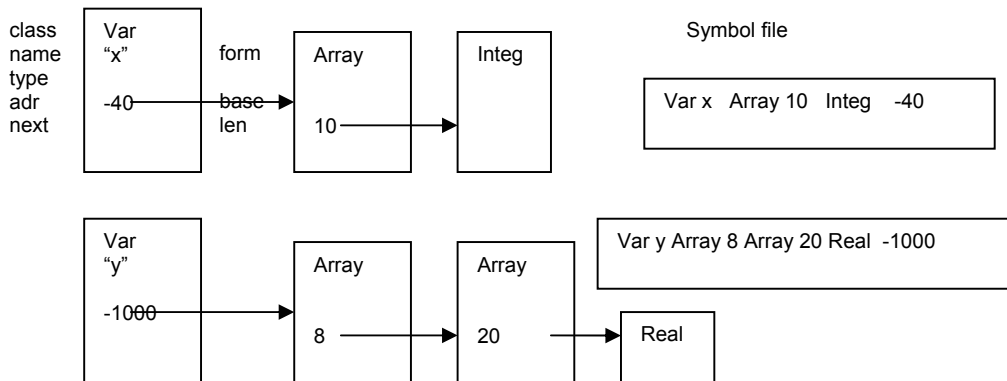 class
name
type
adr
next
Var
"x"
-40
form
base
len
Array
10
Integ
Symbol file
Var x Array 10 Integ -40
Var
"y"
-1000
Array
8
Array
20
Real
Var y Array 8 Array 20 Real -1000